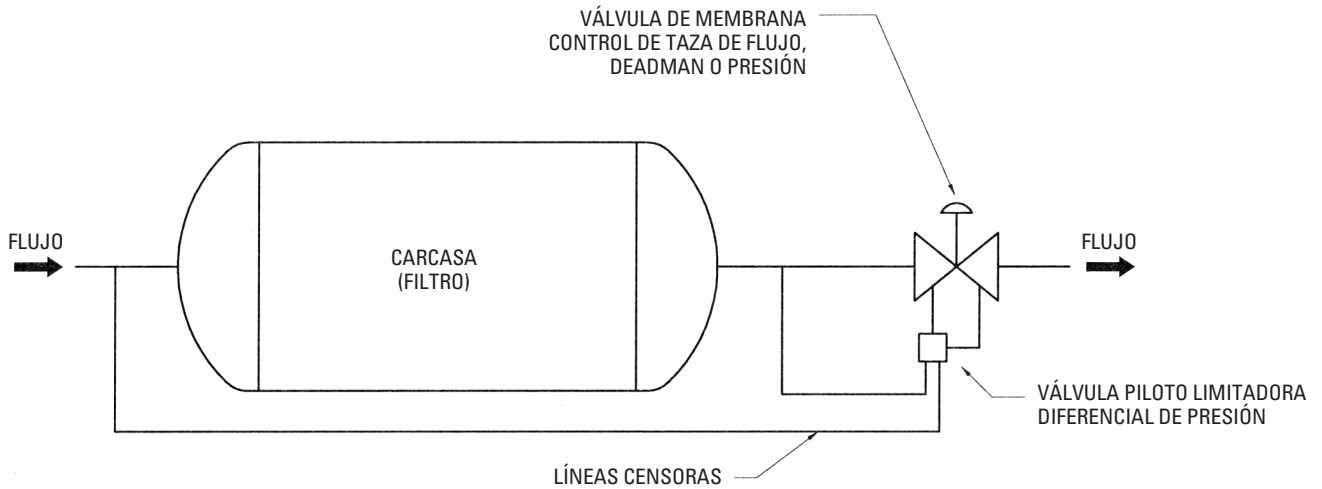 VÁLVULA DE MEMBRANA
CONTROL DE TAZA DE FLUJO,
DEADMAN O PRESIÓN
FLUJO
CARCASA
(FILTRO)
FLUJO
VÁLVULA PILOTO LIMITADORA
DIFERENCIAL DE PRESIÓN
LÍNEAS CENSORAS